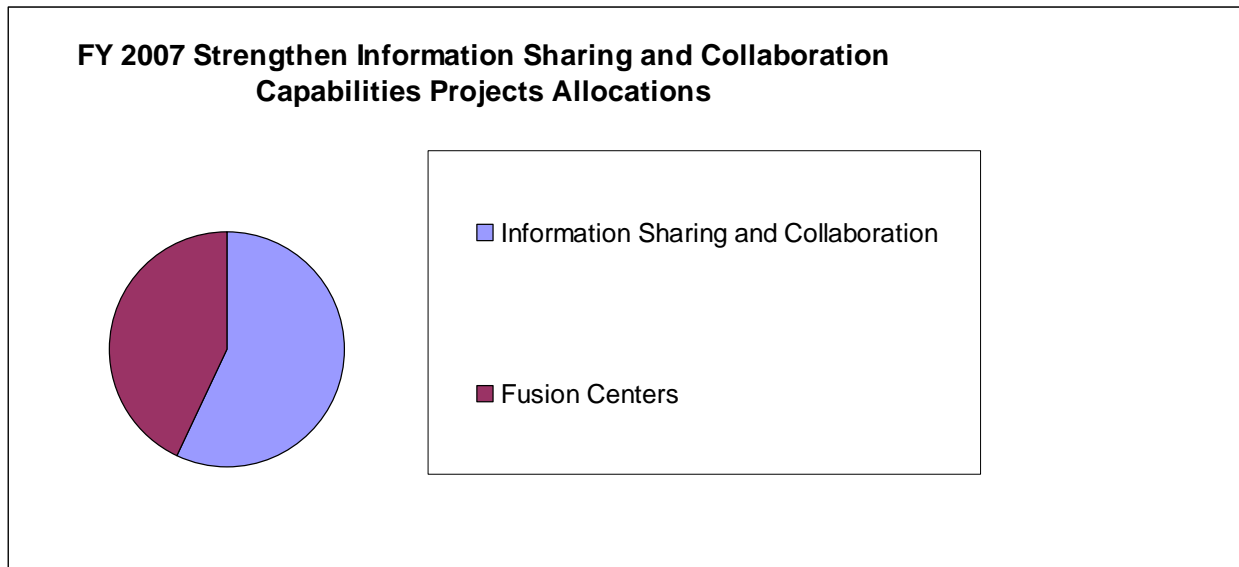 FY 2007 Strengthen Information Sharing and Collaboration
Capabilities Projects Allocations
Information Sharing and Collaboration
Fusion Centers